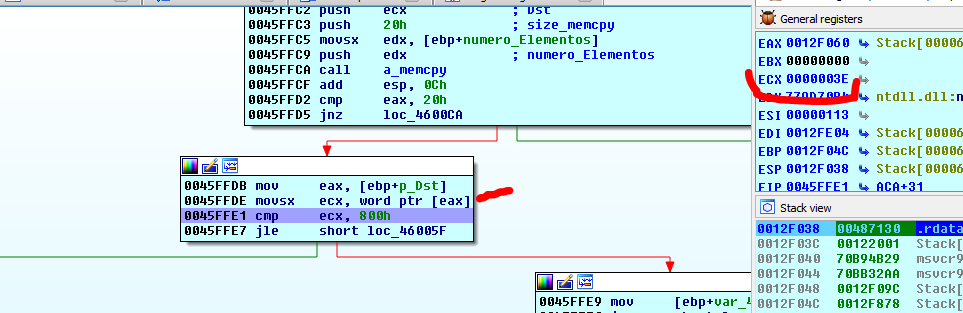 0045FFC2 push ecx ; Dst
0045FFC3 push 20h ; size_memcpy
0045FFC5 movsx edx, [ebp+numero_Elementos]
0045FFC9 push edx ; numero_Elementos
0045FFCA call a_memcpy
0045FFCF add esp, 0Ch
0045FFD2 cmp eax, 20h
0045FFD5 jnz loc_4600CA
0045FFDB mov eax, [ebp+p_Dst]
0045FFDE movsx ecx, word ptr [eax]
0045FFE1 cmp ecx, 800h
0045FFE7 jle short loc_46005F
0045FFE9 mov [ebp+var_4
General registers
EAX 0012F060 Stack[00006
EBX 00000000
ECX 0000003E
ntdll.dll:n
ESI 00000113
EDI 0012FE04 Stack[00006
EBP 0012F04C Stack[00006
ESP 0012F038 Stack[00006
EIP 0045FFE1 ACA+31
Stack view
0012F038 00487130 .rdata
0012F03C 00122001 Stack[
0012F040 70B94B29 msvcr9
0012F044 70BB32AA msvcr9
0012F048 0012F09C Stack[
0012F04C 0012F878 Stack[